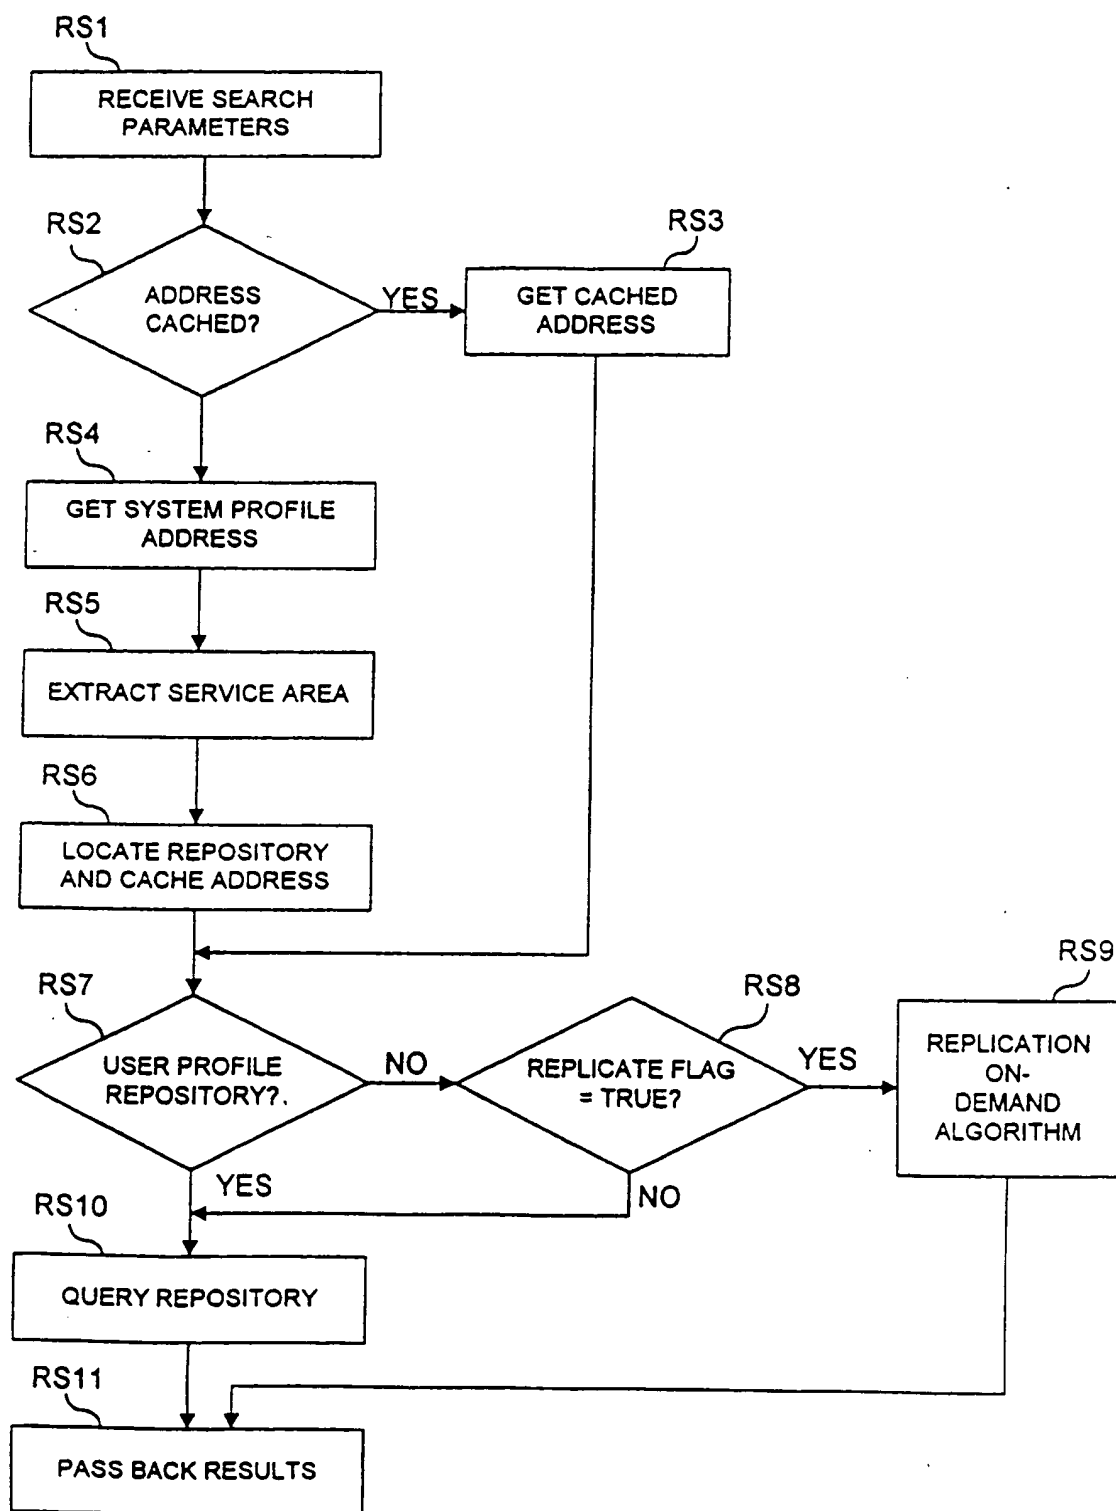 RS1
RECEIVE SEARCH
PARAMETERS
RS2
ADDRESS
CACHED?
YES
RS3
GET CACHED
ADDRESS
RS4
GET SYSTEM PROFILE
ADDRESS
RS5
EXTRACT SERVICE AREA
RS6
LOCATE REPOSITORY
AND CACHE ADDRESS
RS7
USER PROFILE
REPOSITORY?
NO
RS8
REPLICATE FLAG
= TRUE?
YES
RS9
REPLICATION
ON-
DEMAND
ALGORITHM
YES
NO
RS10
QUERY REPOSITORY
RS11
PASS BACK RESULTS